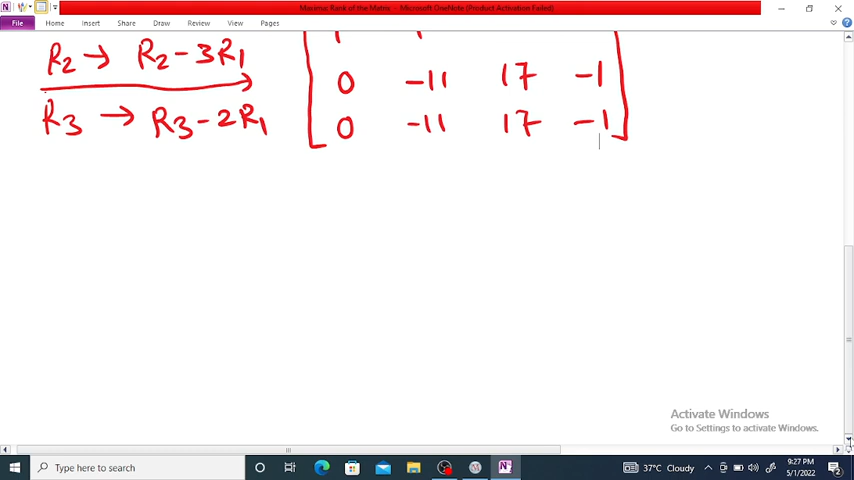 Maxima: Rank of the Matrix -- Microsoft OneNote (Product Activation Failed)
File Home Insert Share Draw Review View Pages
R2 → R2-3R1
0 -11 17 -1
R3 → R3-2R1
0 -11 17 -1
Activate Windows
Go to Settings to activate Windows.
Type here to search
37°C Cloudy
9:27 PM
5/1/2022
2